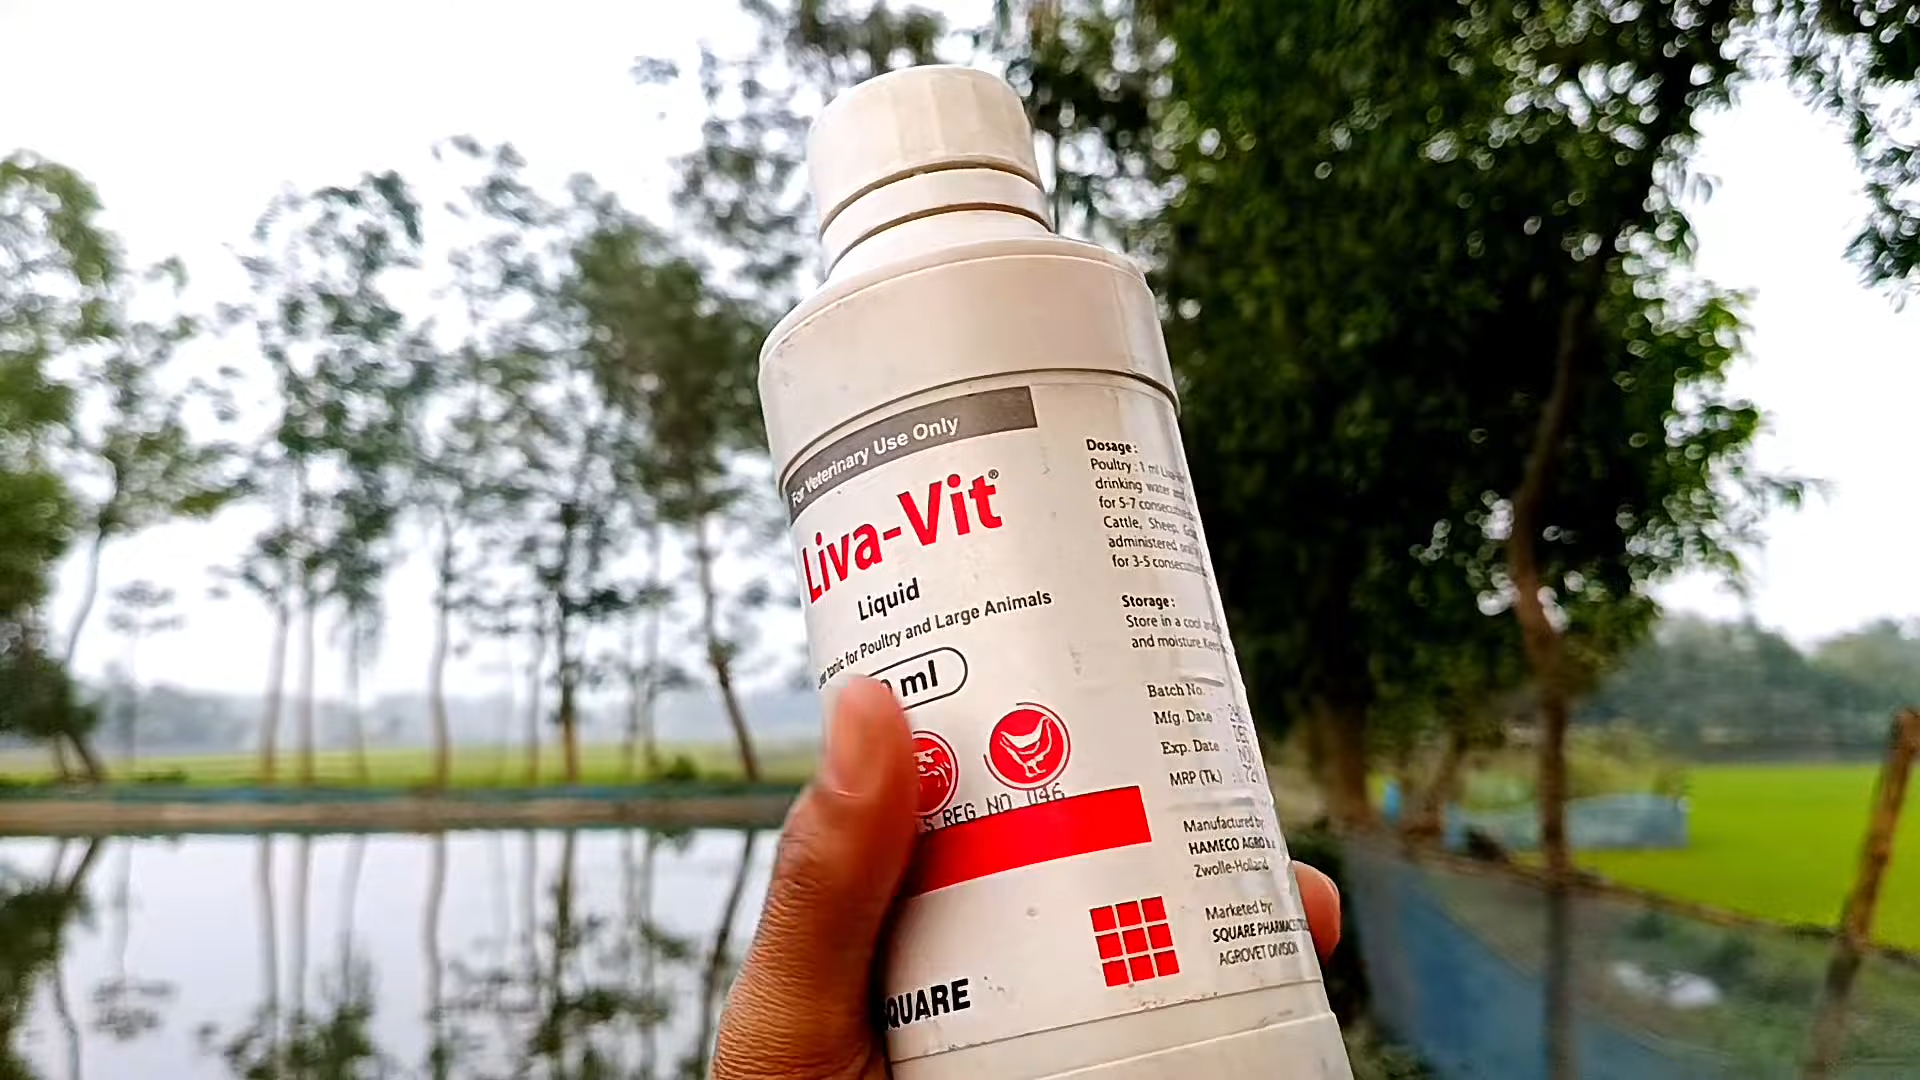 For Veterinary Use Only
Liva-Vit®
Liquid
tonic for Poultry and Large Animals
ml
REG NO 046
QUARE
Dosage :
Poultry : 1 ml
drinking water and
for 5-7
Cattle, Sheep,
administered
for 3-5
Storage :
Store in a cool and
and moisture.
Batch No. :
Mfg. Date :
Exp. Date :
MRP (Tk.) :
Manufactured by:
HAMECO AGRO
Zwolle-Holland
Marketed by:
SQUARE
AGROVET DIVISION